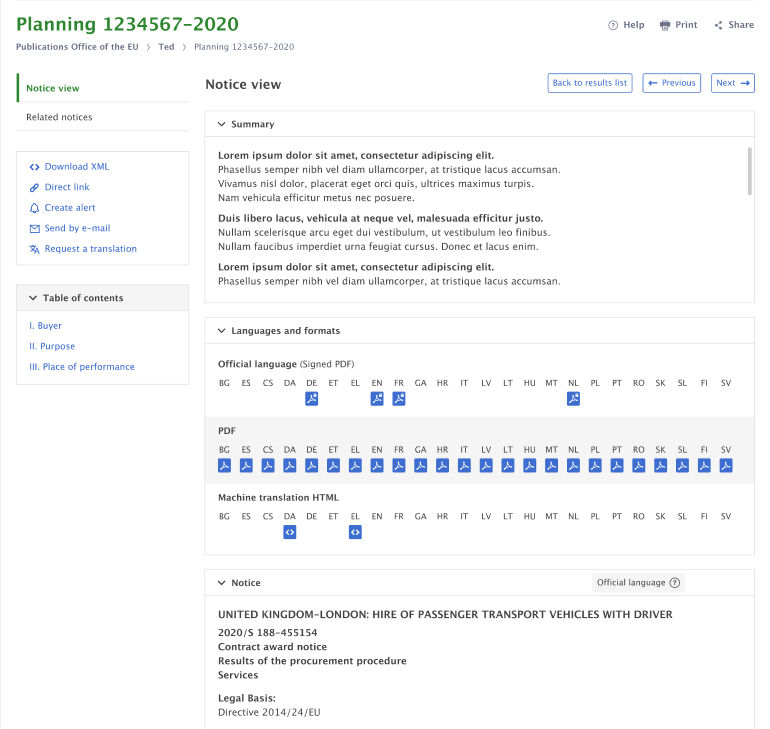 Planning 1234567-2020
Help
Print
Share
Publications Office of the EU > Ted > Planning 1234567-2020
Notice view
Related notices
Download XML
Direct link
Create alert
Send by e-mail
Request a translation
Table of contents
I. Buyer
II. Purpose
III. Place of performance
Notice view
Back to results list
← Previous
Next →
Summary
Lorem ipsum dolor sit amet, consectetur adipiscing elit.
Phasellus semper nibh vel diam ullamcorper, at tristique lacus accumsan.
Vivamus nisl dolor, placerat eget orci quis, ultrices maximus turpis.
Nam vehicula efficitur metus nec posuere.
Duis libero lacus, vehicula at neque vel, malesuada efficitur justo.
Nullam scelerisque arcu eget dui vestibulum, ut vestibulum leo finibus.
Nullam faucibus imperdiet urna feugiat cursus. Donec et lacus enim.
Lorem ipsum dolor sit amet, consectetur adipiscing elit.
Phasellus semper nibh vel diam ullamcorper, at tristique lacus accumsan.
Languages and formats
Official language (Signed PDF)
BG ES CS DA DE ET EL EN FR GA HR IT LV LT HU MT NL PL PT RO SK SL FI SV
PDF
BG ES CS DA DE ET EL EN FR GA HR IT LV LT HU MT NL PL PT RO SK SL FI SV
Machine translation HTML
BG ES CS DA DE ET EL EN FR GA HR IT LV LT HU MT NL PL PT RO SK SL FI SV
Notice
Official language ?
UNITED KINGDOM-LONDON: HIRE OF PASSENGER TRANSPORT VEHICLES WITH DRIVER
2020/S 188-455154
Contract award notice
Results of the procurement procedure
Services
Legal Basis:
Directive 2014/24/EU